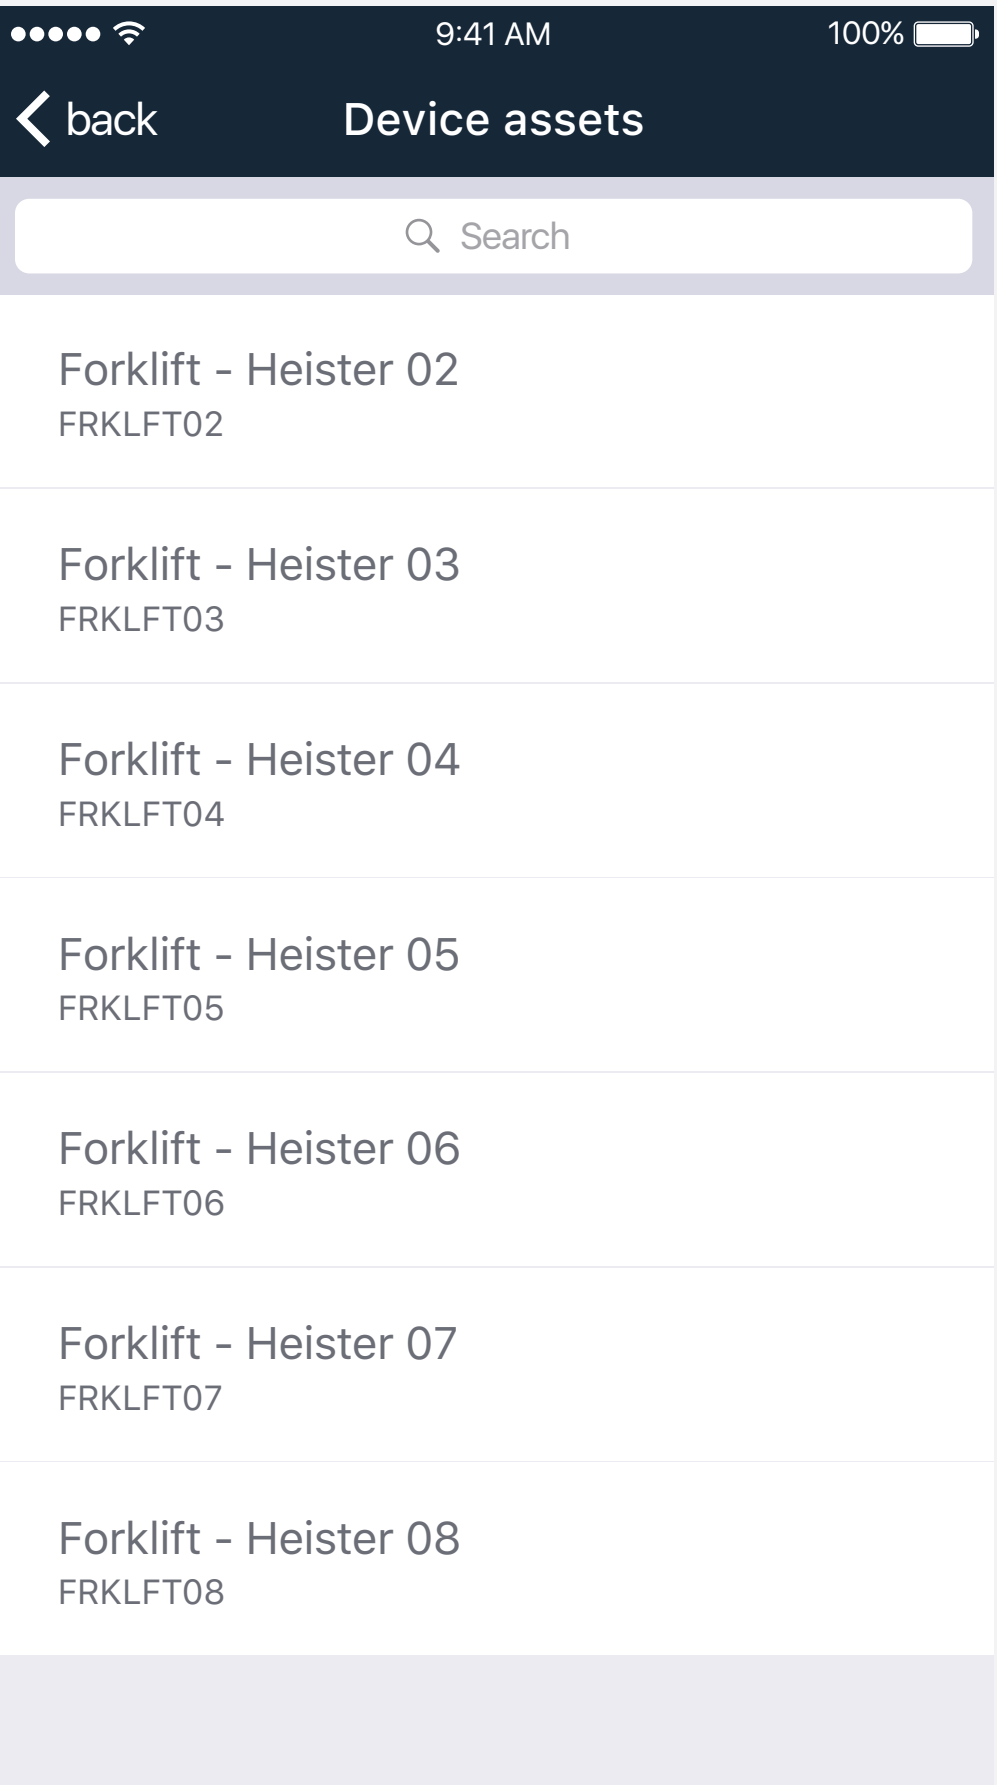 9:41 AM 100%
back Device assets
Search
Forklift - Heister 02
FRKLFT02
Forklift - Heister 03
FRKLFT03
Forklift - Heister 04
FRKLFT04
Forklift - Heister 05
FRKLFT05
Forklift - Heister 06
FRKLFT06
Forklift - Heister 07
FRKLFT07
Forklift - Heister 08
FRKLFT08